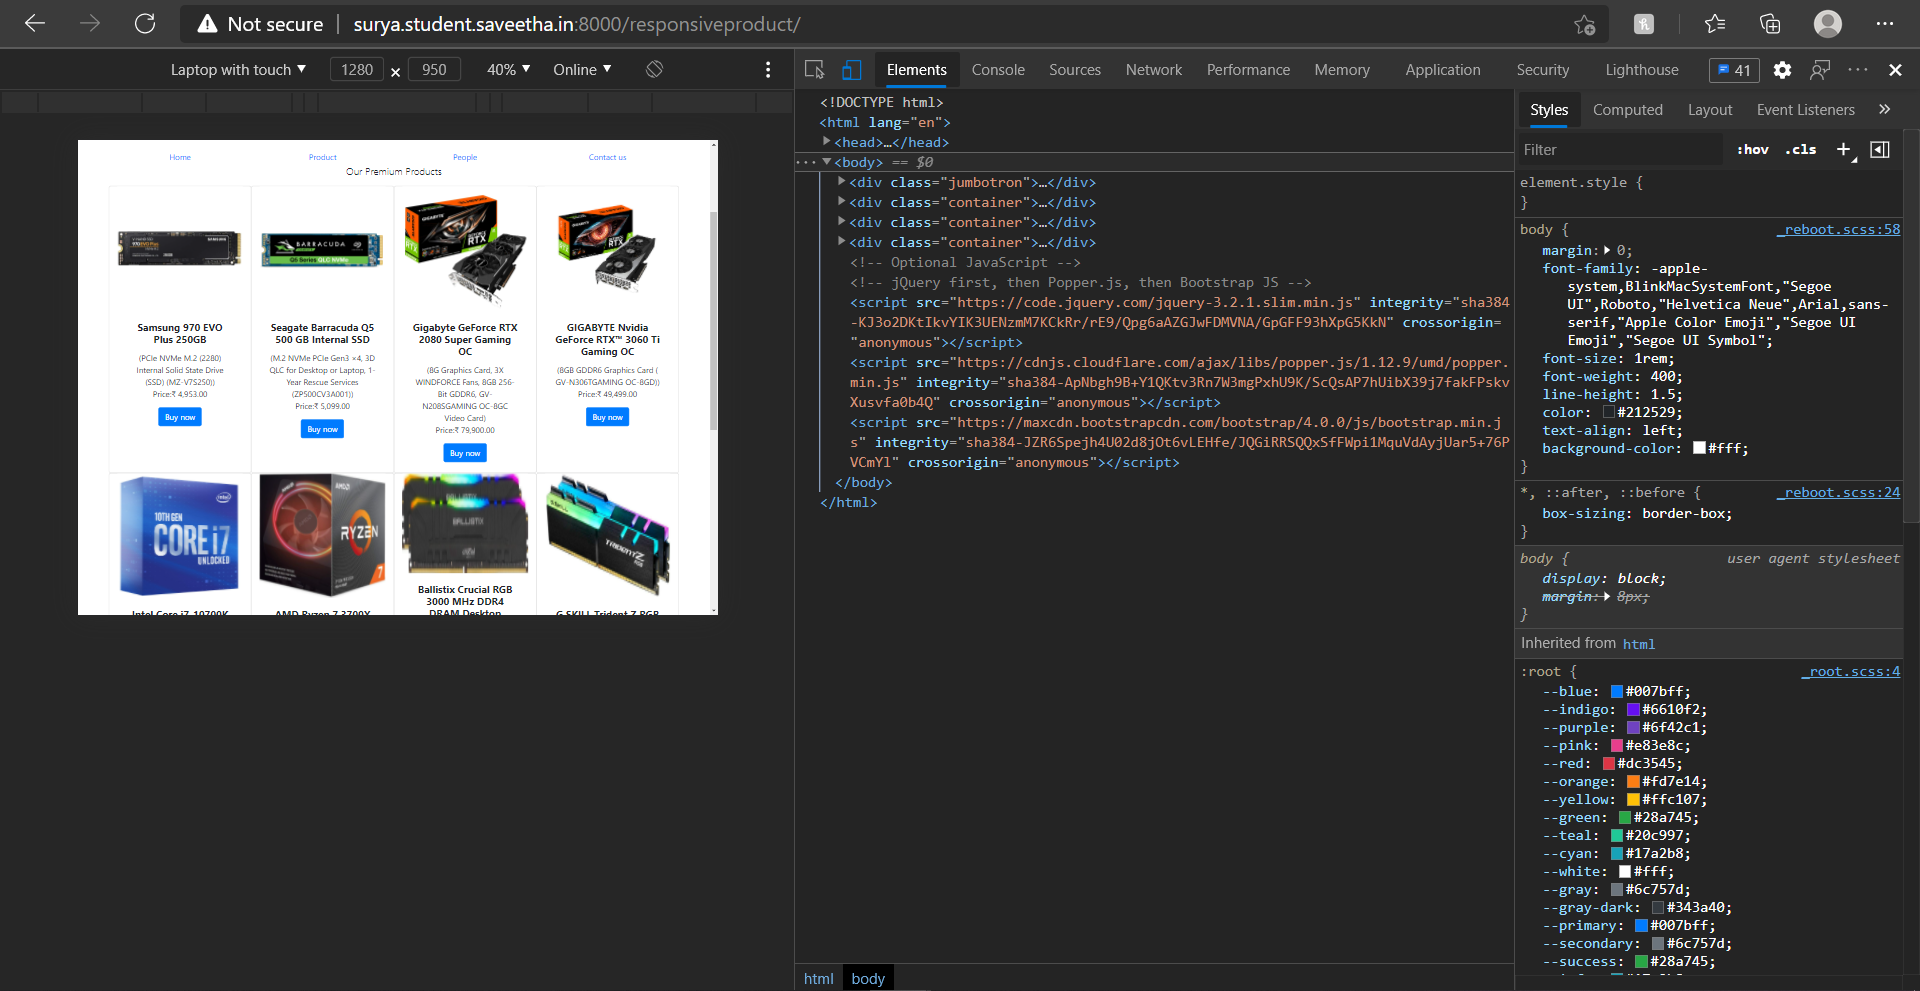 Not secure | surya.student.saveetha.in:8000/responsiveproduct/
Laptop with touch ▼ 1280 x 950 40% ▼ Online ▼
Home Product People Contact us
Our Premium Products
Samsung 970 EVO
Plus 250GB
(PCIe NVMe M.2 (2280)
Internal Solid State Drive
(SSD) (MZ-V7S250))
Price:₹ 4,953.00
Buy now
Seagate Barracuda Q5
500 GB Internal SSD
(M.2 NVMe PCIe Gen3 ×4, 3D
QLC for Desktop or Laptop, 1-
Year Rescue Services
(ZP500CV3A001))
Price:₹ 5,099.00
Buy now
Gigabyte GeForce RTX
2080 Super Gaming
OC
(8G Graphics Card, 3X
WINDFORCE Fans, 8GB 256-
Bit GDDR6, GV-
N208SGAMING OC-8GC
Video Card)
Price:₹ 79,900.00
Buy now
GIGABYTE Nvidia
GeForce RTX™ 3060 Ti
Gaming OC
(8GB GDDR6 Graphics Card (
GV-N306TGAMING OC-8GD))
Price:₹ 49,499.00
Buy now
BARRACUDA
GIGABYTE
RTX
10TH GEN
CORE i7
UNLOCKED
intel
AMD
RYZEN
7
BALLISTIX
TRIDENT Z
Intel Core i7-10700K
AMD Ryzen 7 3700X
Ballistix Crucial RGB
3000 MHz DDR4
DRAM Desktop
G.SKILL Trident Z RGB
Elements Console Sources Network Performance Memory Application Security Lighthouse 41
<!DOCTYPE html>
<html lang="en">
<head>…</head>
<body> == $0
<div class="jumbotron">…</div>
<div class="container">…</div>
<div class="container">…</div>
<div class="container">…</div>
<!-- Optional JavaScript -->
<!-- jQuery first, then Popper.js, then Bootstrap JS -->
<script src="https://code.jquery.com/jquery-3.2.1.slim.min.js" integrity="sha384
-KJ3o2DKtIkvYIK3UENzmM7KCkRr/rE9/Qpg6aAZGJwFDMVNA/GpGFF93hXpG5KkN" crossorigin=
"anonymous"></script>
<script src="https://cdnjs.cloudflare.com/ajax/libs/popper.js/1.12.9/umd/popper.
min.js" integrity="sha384-ApNbgh9B+Y1QKtv3Rn7W3mgPxhU9K/ScQsAP7hUibX39j7fakFPskv
Xusvfa0b4Q" crossorigin="anonymous"></script>
<script src="https://maxcdn.bootstrapcdn.com/bootstrap/4.0.0/js/bootstrap.min.j
s" integrity="sha384-JZR6Spejh4U02d8jOt6vLEHfe/JQGiRRSQQxSfFWpi1MquVdAyjUar5+76P
VCmYl" crossorigin="anonymous"></script>
</body>
</html>
html body
Styles Computed Layout Event Listeners »
Filter :hov .cls +
element.style {
}
body { _reboot.scss:58
margin: 0;
font-family: -apple-
system,BlinkMacSystemFont,"Segoe
UI",Roboto,"Helvetica Neue",Arial,sans-
serif,"Apple Color Emoji","Segoe UI
Emoji","Segoe UI Symbol";
font-size: 1rem;
font-weight: 400;
line-height: 1.5;
color: #212529;
text-align: left;
background-color: #fff;
}
*, ::after, ::before { _reboot.scss:24
box-sizing: border-box;
}
body { user agent stylesheet
display: block;
margin: 8px;
}
Inherited from html
:root { _root.scss:4
--blue: #007bff;
--indigo: #6610f2;
--purple: #6f42c1;
--pink: #e83e8c;
--red: #dc3545;
--orange: #fd7e14;
--yellow: #ffc107;
--green: #28a745;
--teal: #20c997;
--cyan: #17a2b8;
--white: #fff;
--gray: #6c757d;
--gray-dark: #343a40;
--primary: #007bff;
--secondary: #6c757d;
--success: #28a745;